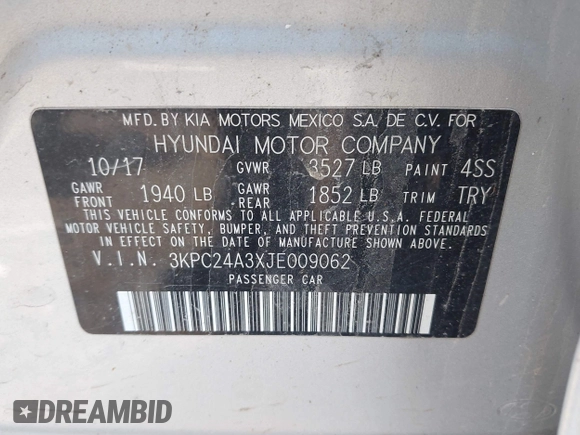 MFD. BY KIA MOTORS MEXICO S.A. DE C.V. FOR
HYUNDAI MOTOR COMPANY
10/17 GVWR 3527 LB PAINT 4SS
GAWR FRONT 1940 LB GAWR -REAR 1852 LB TRIM TRY
THIS VEHICLE CONFORMS TO ALL APPLICABLE U.S.A. FEDERAL
MOTOR VEHICLE SAFETY, BUMPER, AND THEFT PREVENTION STANDARDS
IN EFFECT ON THE DATE OF MANUFACTURE SHOWN ABOVE.
V.I.N. 3KPC24A3XJE009062
PASSENGER CAR
DREAMBID